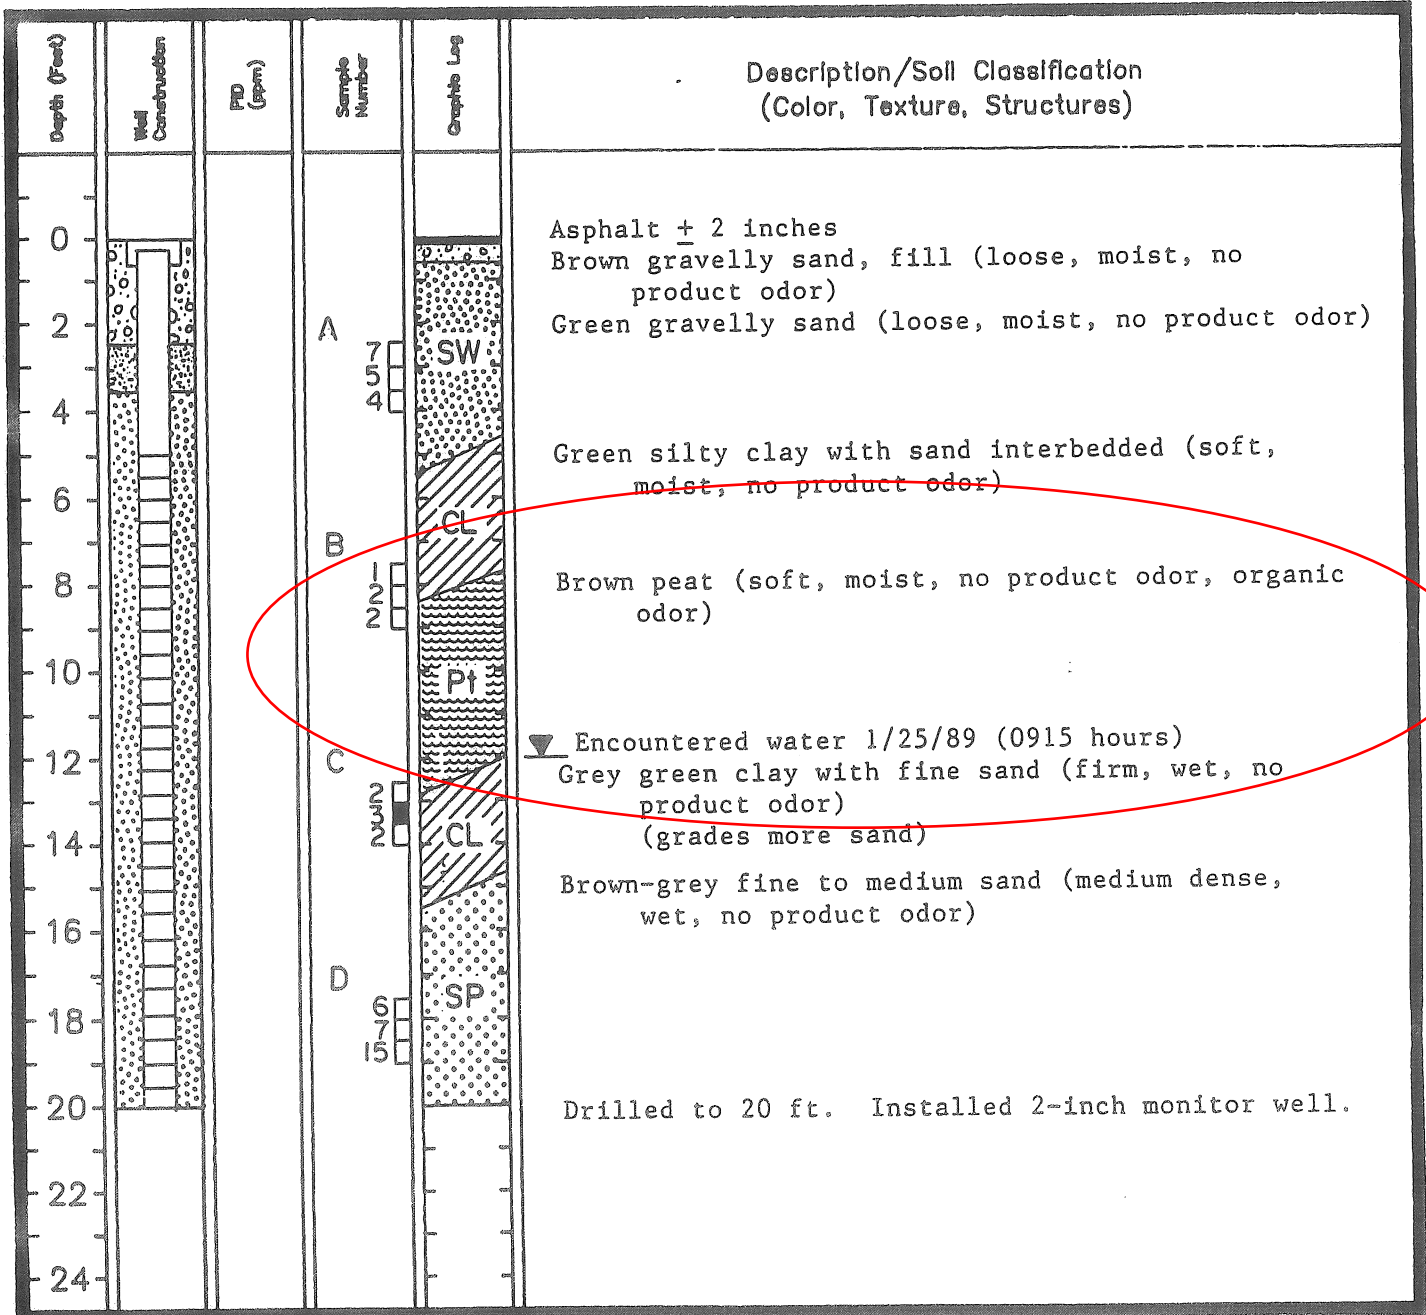 Depth (Feet)
Well Construction
PID (ppm)
Sample Number
Graphic Log
Description/Soil Classification
(Color, Texture, Structures)
0
2
4
6
8
10
12
14
16
18
20
22
24
A
7
5
4
B
1
2
2
C
2
3
2
D
6
7
15
SW
CL
Pt
CL
SP
Asphalt ± 2 inches
Brown gravelly sand, fill (loose, moist, no
product odor)
Green gravelly sand (loose, moist, no product odor)
Green silty clay with sand interbedded (soft,
moist, no product odor)
Brown peat (soft, moist, no product odor, organic
odor)
Encountered water 1/25/89 (0915 hours)
Grey green clay with fine sand (firm, wet, no
product odor)
(grades more sand)
Brown-grey fine to medium sand (medium dense,
wet, no product odor)
Drilled to 20 ft. Installed 2-inch monitor well.